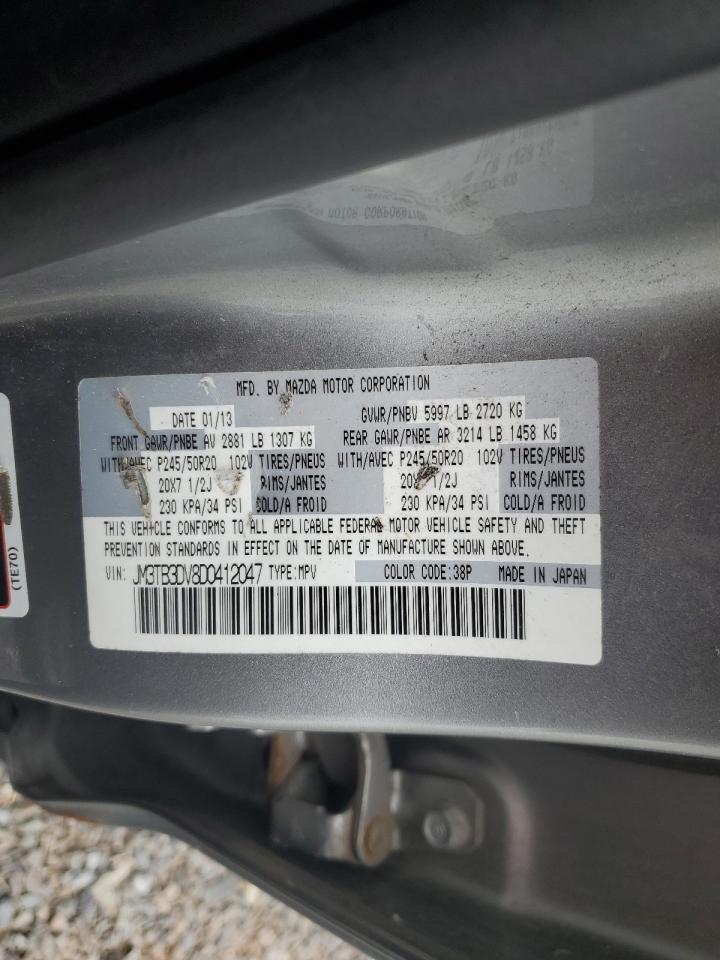 MFD. BY MAZDA MOTOR CORPORATION
DATE 01/13 GVWR/PNBV 5997 LB 2720 KG
FRONT GAWR/PNBE AV 2881 LB 1307 KG REAR GAWR/PNBE AR 3214 LB 1458 KG
WITH/AVEC P245/50R20 102V TIRES/PNEUS WITH/AVEC P245/50R20 102V TIRES/PNEUS
20X7 1/2J RIMS/JANTES 20X7 1/2J RIMS/JANTES
230 KPA/34 PSI COLD/A FROID 230 KPA/34 PSI COLD/A FROID
THIS VEHICLE CONFORMS TO ALL APPLICABLE FEDERAL MOTOR VEHICLE SAFETY AND THEFT
PREVENTION STANDARDS IN EFFECT ON THE DATE OF MANUFACTURE SHOWN ABOVE.
VIN: JM3TB3DV8D0412047 TYPE:MPV COLOR CODE:38P MADE IN JAPAN
(TE70)
MOTOR CORPORATION